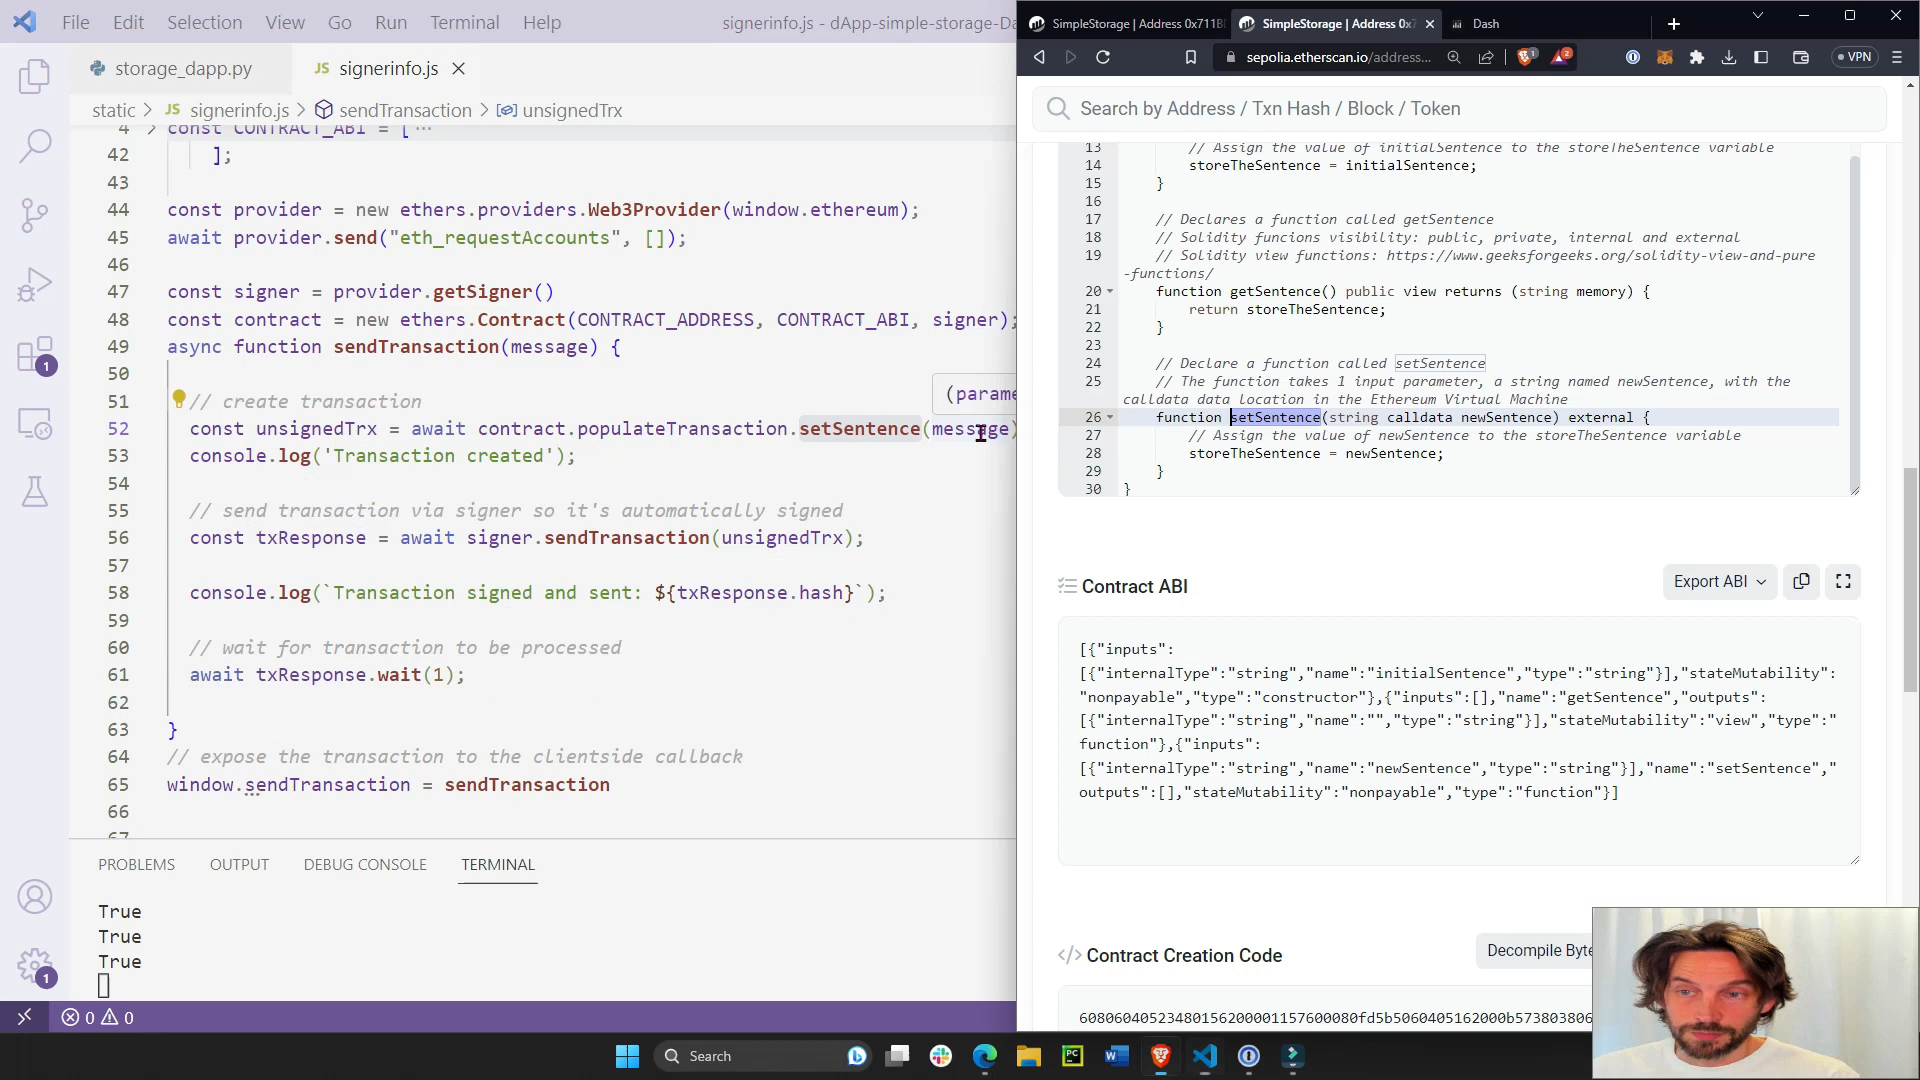 File Edit Selection View Go Run Terminal Help
signerinfo.js - dApp-simple-storage-Da
storage_dapp.py
JS signerinfo.js
static > JS signerinfo.js > sendTransaction > unsignedTrx
4 const CONTRACT_ABI = [ ···
42 ];
43
44 const provider = new ethers.providers.Web3Provider(window.ethereum);
45 await provider.send("eth_requestAccounts", []);
46
47 const signer = provider.getSigner()
48 const contract = new ethers.Contract(CONTRACT_ADDRESS, CONTRACT_ABI, signer);
49 async function sendTransaction(message) {
50
(parame
51 // create transaction
52 const unsignedTrx = await contract.populateTransaction.setSentence(message)
53 console.log('Transaction created');
54
55 // send transaction via signer so it's automatically signed
56 const txResponse = await signer.sendTransaction(unsignedTrx);
57
58 console.log(`Transaction signed and sent: ${txResponse.hash}`);
59
60 // wait for transaction to be processed
61 await txResponse.wait(1);
62
63 }
64 // expose the transaction to the clientside callback
65 window.sendTransaction = sendTransaction
66
67
PROBLEMS OUTPUT DEBUG CONSOLE TERMINAL
True
True
True
1
1
0 0
SimpleStorage | Address 0x711B
SimpleStorage | Address 0x7
Dash
sepolia.etherscan.io/address...
1
2
VPN
Search by Address / Txn Hash / Block / Token
13 // Assign the value of initialSentence to the storeTheSentence variable
14 storeTheSentence = initialSentence;
15 }
16
17 // Declares a function called getSentence
18 // Solidity funcions visibility: public, private, internal and external
19 // Solidity view functions: https://www.geeksforgeeks.org/solidity-view-and-pure
-functions/
20 function getSentence() public view returns (string memory) {
21 return storeTheSentence;
22 }
23
24 // Declare a function called setSentence
25 // The function takes 1 input parameter, a string named newSentence, with the
calldata data location in the Ethereum Virtual Machine
26 function setSentence(string calldata newSentence) external {
27 // Assign the value of newSentence to the storeTheSentence variable
28 storeTheSentence = newSentence;
29 }
30 }
Contract ABI
Export ABI
[{"inputs":
[{"internalType":"string","name":"initialSentence","type":"string"}],"stateMutability":
"nonpayable","type":"constructor"},{"inputs":[],"name":"getSentence","outputs":
[{"internalType":"string","name":"","type":"string"}],"stateMutability":"view","type":"
function"},{"inputs":
[{"internalType":"string","name":"newSentence","type":"string"}],"name":"setSentence","
outputs":[],"stateMutability":"nonpayable","type":"function"}]
</> Contract Creation Code
Decompile Byte
608060405234801562000011576000080fd5b5060405162000b573803806
Search
PC
W